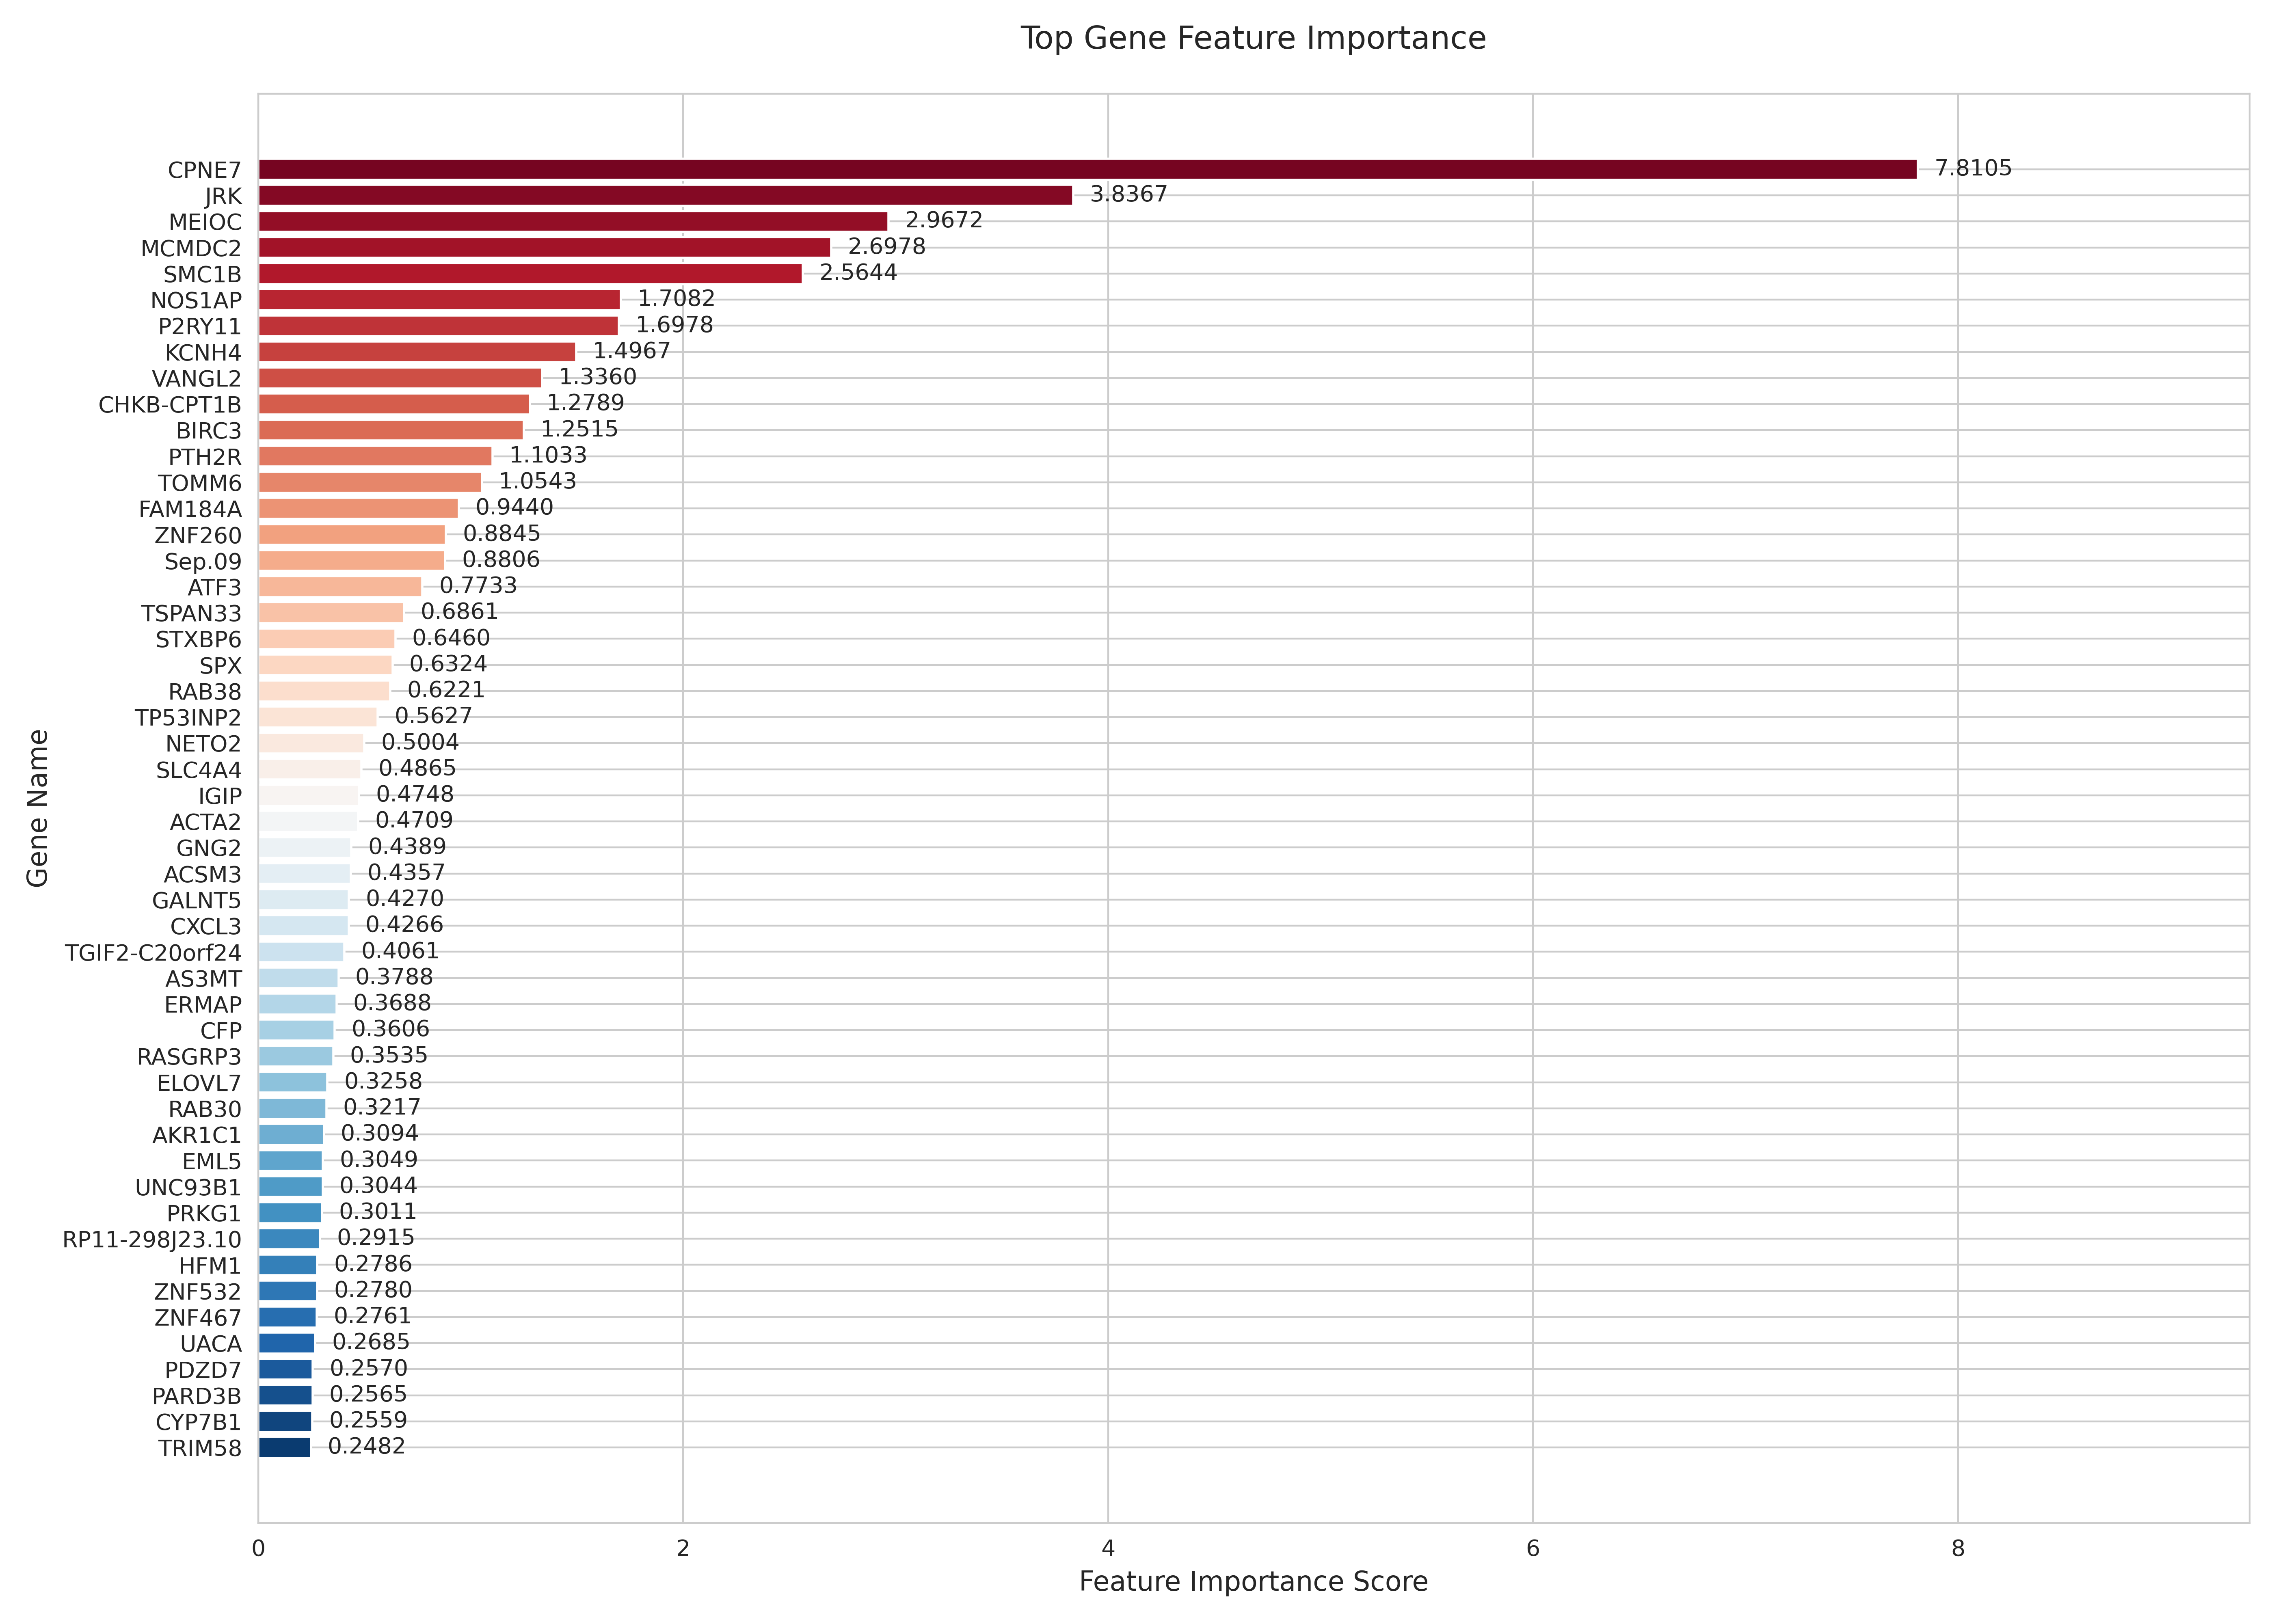 Top Gene Feature Importance
CPNE7 7.8105
JRK 3.8367
MEIOC 2.9672
MCMDC2 2.6978
SMC1B 2.5644
NOS1AP 1.7082
P2RY11 1.6978
KCNH4 1.4967
VANGL2 1.3360
CHKB-CPT1B 1.2789
BIRC3 1.2515
PTH2R 1.1033
TOMM6 1.0543
FAM184A 0.9440
ZNF260 0.8845
Sep.09 0.8806
ATF3 0.7733
TSPAN33 0.6861
STXBP6 0.6460
SPX 0.6324
RAB38 0.6221
TP53INP2 0.5627
NETO2 0.5004
SLC4A4 0.4865
IGIP 0.4748
ACTA2 0.4709
GNG2 0.4389
ACSM3 0.4357
GALNT5 0.4270
CXCL3 0.4266
TGIF2-C20orf24 0.4061
AS3MT 0.3788
ERMAP 0.3688
CFP 0.3606
RASGRP3 0.3535
ELOVL7 0.3258
RAB30 0.3217
AKR1C1 0.3094
EML5 0.3049
UNC93B1 0.3044
PRKG1 0.3011
RP11-298J23.10 0.2915
HFM1 0.2786
ZNF532 0.2780
ZNF467 0.2761
UACA 0.2685
PDZD7 0.2570
PARD3B 0.2565
CYP7B1 0.2559
TRIM58 0.2482
Gene Name
0 2 4 6 8
Feature Importance Score